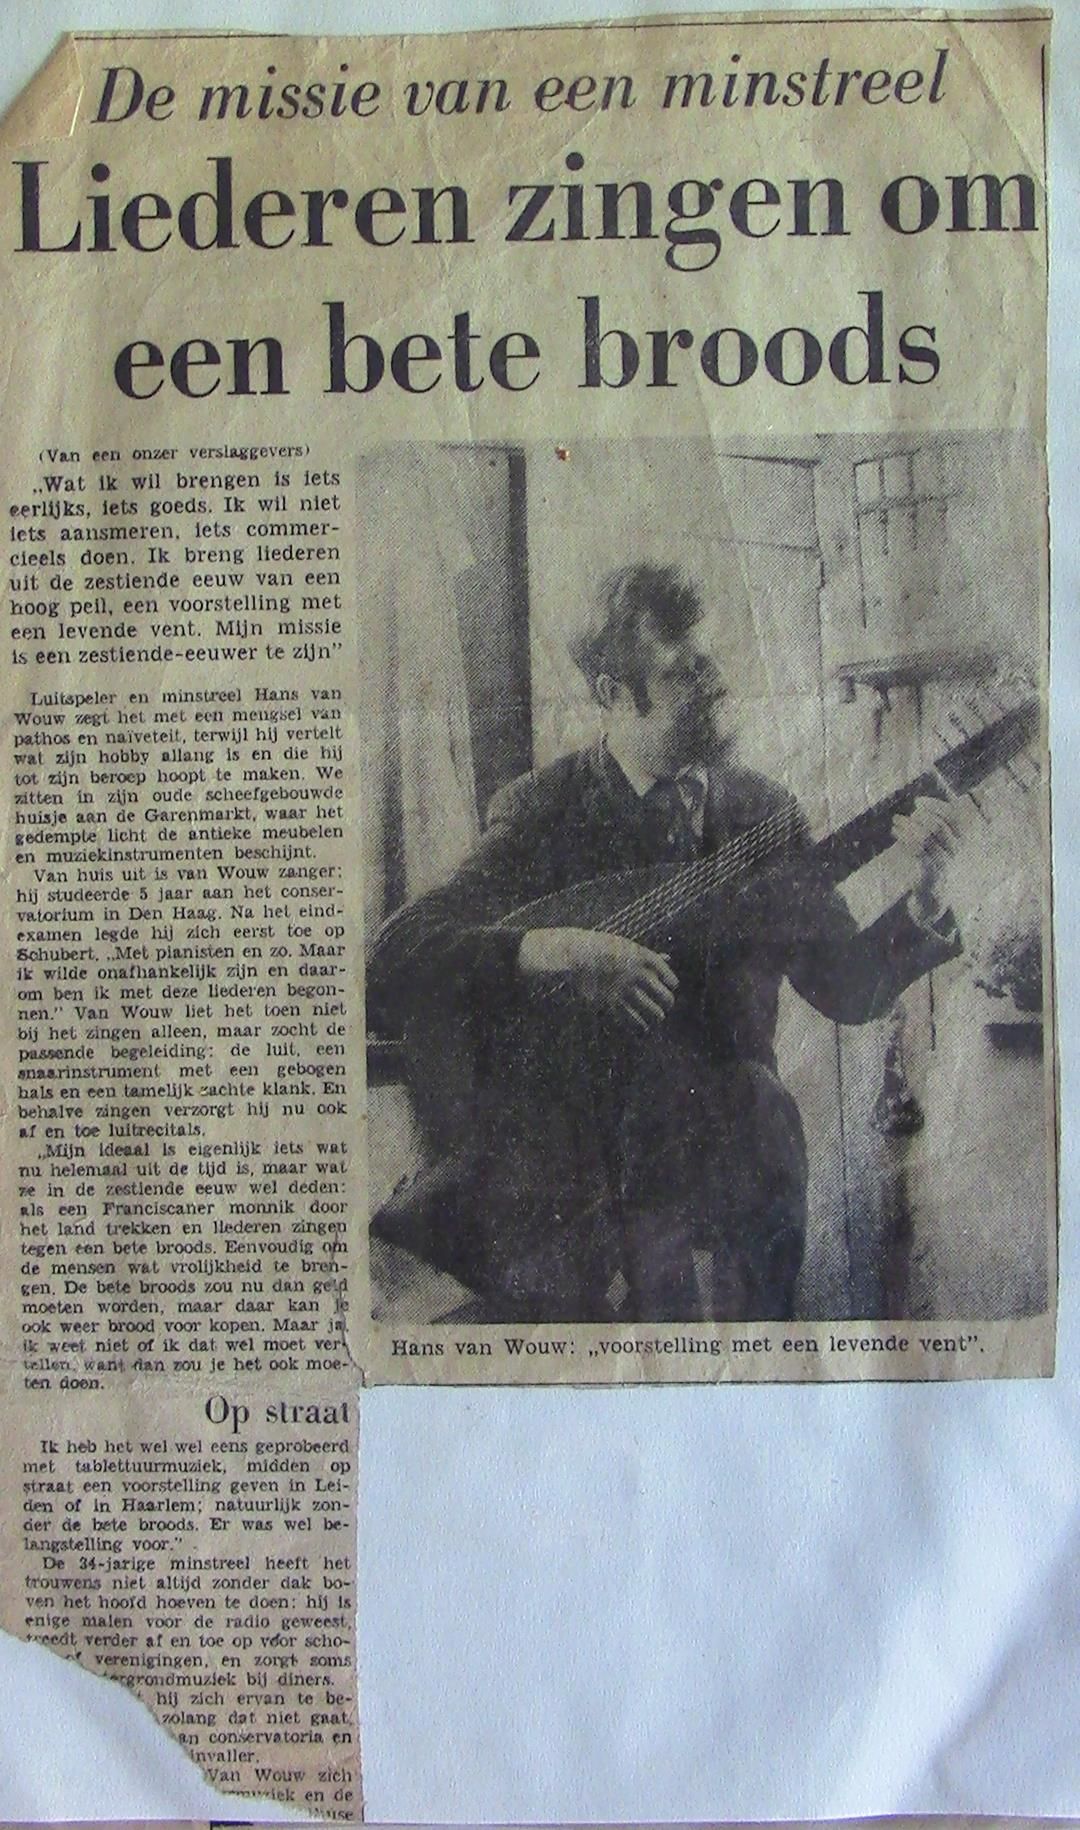 De missie van een minstreel
Liederen zingen om
een bete broods
(Van een onzer verslaggevers)
„Wat ik wil brengen is iets
eerlijks, iets goeds. Ik wil niet
iets aansmeren, iets commer-
cieels doen. Ik breng liederen
uit de zestiende eeuw van een
hoog peil, een voorstelling met
een levende vent. Mijn missie
is een zestiende-eeuwer te zijn”
Luitspeler en minstreel Hans van
Wouw zegt het met een mengsel van
pathos en naïveteit, terwijl hij vertelt
wat zijn hobby allang is en die hij
tot zijn beroep hoopt te maken. We
zitten in zijn oude scheefgebouwde
huisje aan de Garenmarkt, waar het
gedempte licht de antieke meubelen
en muziekinstrumenten beschijnt.
Van huis uit is van Wouw zanger:
hij studeerde 5 jaar aan het conser-
vatorium in Den Haag. Na het eind-
examen legde hij zich eerst toe op
Schubert. „Met pianisten en zo. Maar
ik wilde onafhankelijk zijn en daar-
om ben ik met deze liederen begon-
nen.” Van Wouw liet het toen niet
bij het zingen alleen, maar zocht de
passende begeleiding: de luit, een
snaarinstrument met een gebogen
hals en een tamelijk zachte klank. En
behalve zingen verzorgt hij nu ook
af en toe luitrecitals.
„Mijn ideaal is eigenlijk iets wat
nu helemaal uit de tijd is, maar wat
ze in de zestiende eeuw wel deden:
als een Franciscaner monnik door
het land trekken en liederen zingen
tegen een bete broods. Eenvoudig om
de mensen wat vrolijkheid te bren-
gen. De bete broods zou nu dan geld
moeten worden, maar daar kan je
ook weer brood voor kopen. Maar ja,
ik weet niet of ik dat wel moet ver-
tellen, want dan zou je het ook moe-
ten doen.
Op straat
Ik heb het wel wel eens geprobeerd
met tablettuurmuziek, midden op
straat een voorstelling geven in Lei-
den of in Haarlem; natuurlijk zon-
der de bete broods. Er was wel be-
langstelling voor.”
De 34-jarige minstreel heeft het
trouwens niet altijd zonder dak bo-
ven het hoofd hoeven te doen: hij is
enige malen voor de radio geweest,
treedt verder af en toe op voor scho-
of verenigingen, en zorgt soms
ergrondmuziek bij diners.
hij zich ervan te be-
zolang dat niet gaat,
an conservatoria en
invaller.
Van Wouw zich
muziek en de
Hans van Wouw: „voorstelling met een levende vent”.